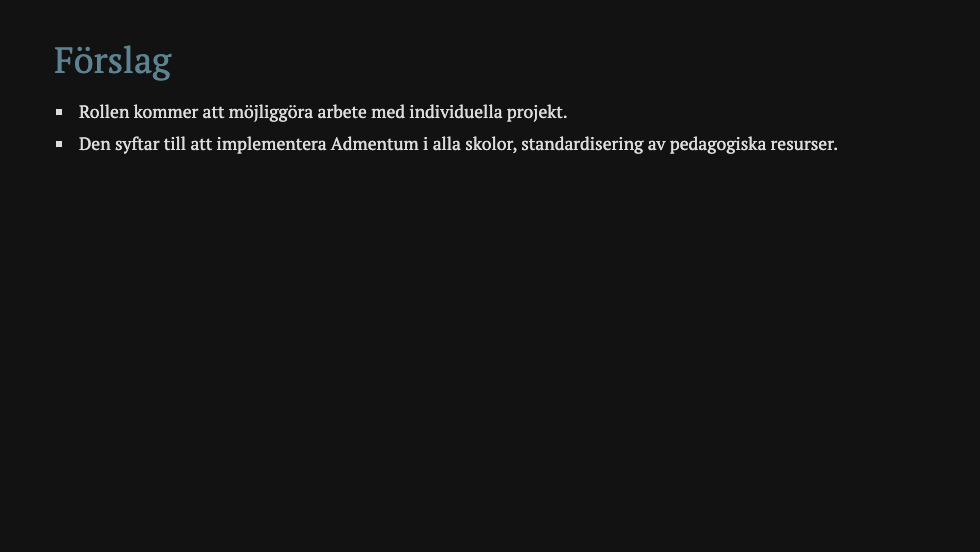 Förslag
Rollen kommer att möjliggöra arbete med individuella projekt.
Den syftar till att implementera Admentum i alla skolor, standardisering av pedagogiska resurser.